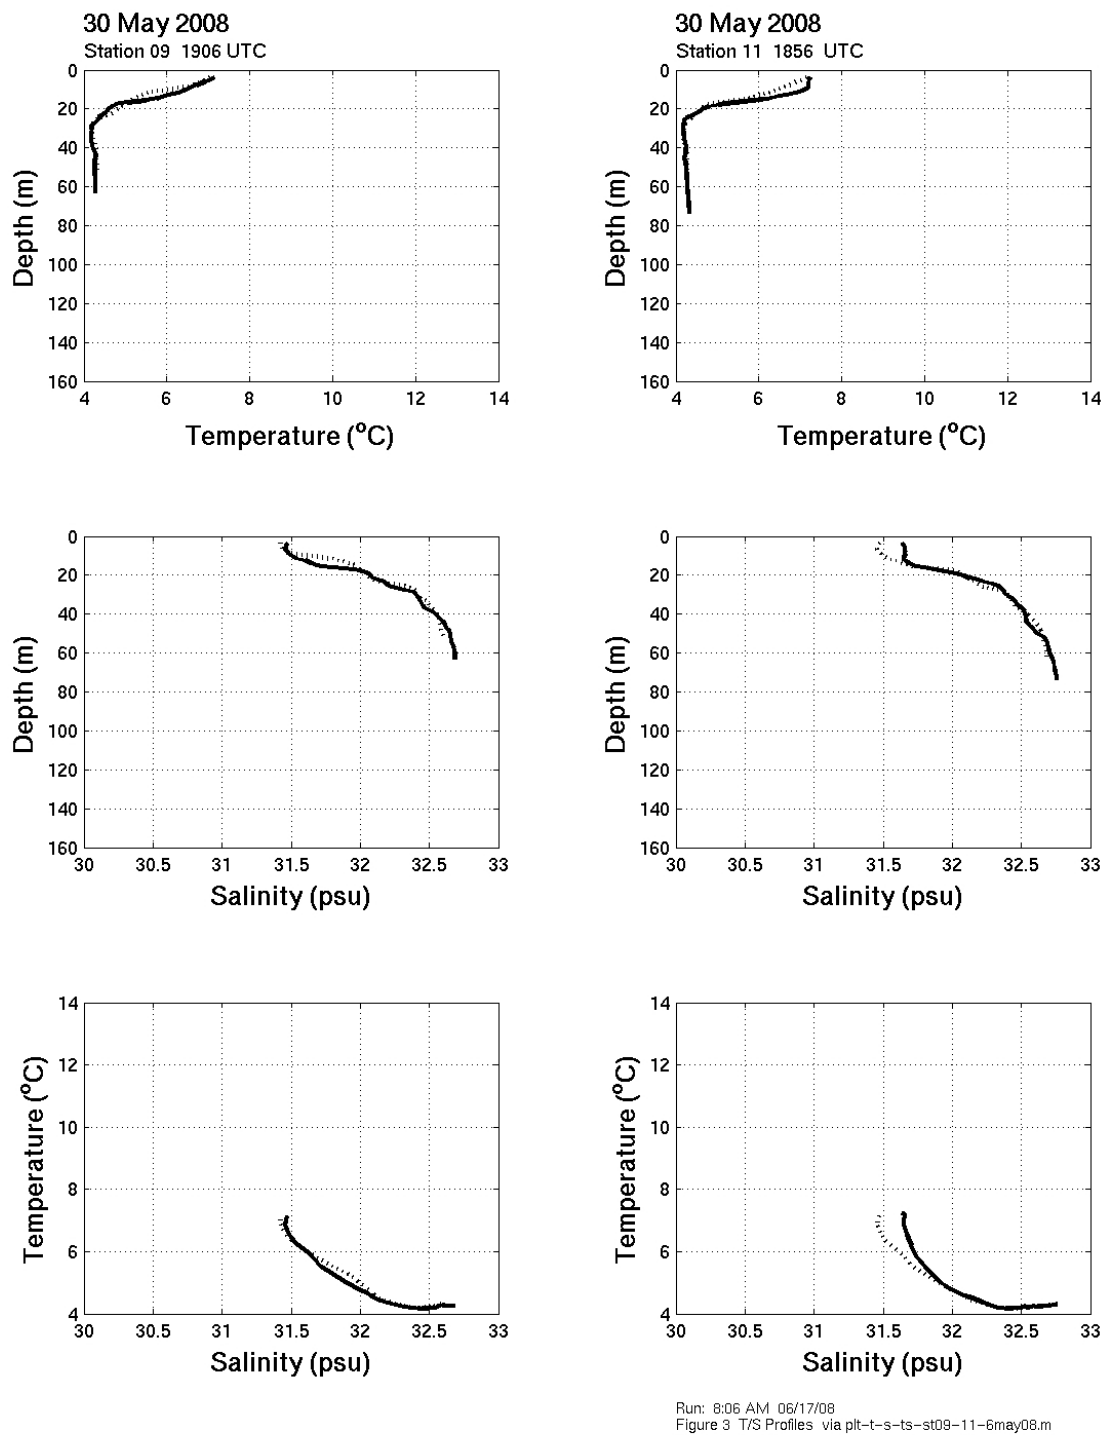 30 May 2008
Station 09 1906 UTC
0
20
40
60
80
100
120
140
160
Depth (m)
4 6 8 10 12 14
Temperature (°C)
30 May 2008
Station 11 1856 UTC
0
20
40
60
80
100
120
140
160
Depth (m)
4 6 8 10 12 14
Temperature (°C)
0
20
40
60
80
100
120
140
160
Depth (m)
30 30.5 31 31.5 32 32.5 33
Salinity (psu)
0
20
40
60
80
100
120
140
160
Depth (m)
30 30.5 31 31.5 32 32.5 33
Salinity (psu)
14
12
10
8
6
4
Temperature (°C)
30 30.5 31 31.5 32 32.5 33
Salinity (psu)
14
12
10
8
6
4
Temperature (°C)
30 30.5 31 31.5 32 32.5 33
Salinity (psu)
Run: 8:06 AM 06/17/08
Figure 3 T/S Profiles via plt-t-s-ts-st09-11-6may08.m